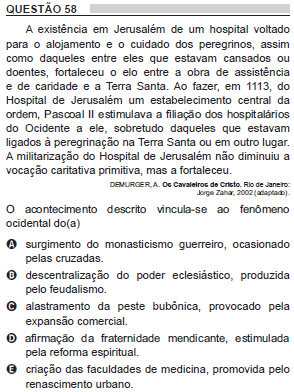 QUESTÃO 58
A existência em Jerusalém de um hospital voltado
para o alojamento e o cuidado dos peregrinos, assim
como daqueles entre eles que estavam cansados ou
doentes, fortaleceu o elo entre a obra de assistência
e de caridade e a Terra Santa. Ao fazer, em 1113, do
Hospital de Jerusalém um estabelecimento central da
ordem, Pascoal II estimulava a filiação dos hospitalários
do Ocidente a ele, sobretudo daqueles que estavam
ligados à peregrinação na Terra Santa ou em outro lugar.
A militarização do Hospital de Jerusalém não diminuiu a
vocação caritativa primitiva, mas a fortaleceu.
DEMURGER, A. Os Cavaleiros de Cristo. Rio de Janeiro:
Jorge Zahar, 2002 (adaptado).
O acontecimento descrito vincula-se ao fenômeno
ocidental do(a)
A surgimento do monasticismo guerreiro, ocasionado
pelas cruzadas.
B descentralização do poder eclesiástico, produzida
pelo feudalismo.
C alastramento da peste bubônica, provocado pela
expansão comercial.
D afirmação da fraternidade mendicante, estimulada
pela reforma espiritual.
E criação das faculdades de medicina, promovida pelo
renascimento urbano.